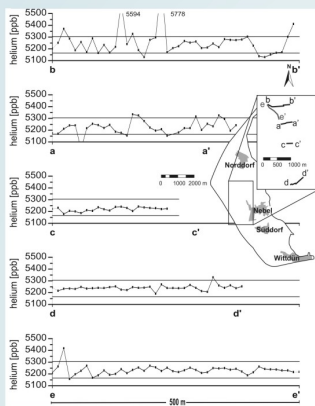 5594 5778
helium [ppb]
5500
5400
5300
5200
5100
b b'
N
helium [ppb]
5500
5400
5300
5200
5100
a a'
b b'
e e'
a a'
c c'
d d'
0 500 1000 m
Norddorf
0 1000 2000 m
helium [ppb]
5500
5400
5300
5200
5100
c c'
Nebel
Süddorf
Wittdün
helium [ppb]
5500
5400
5300
5200
5100
d d'
helium [ppb]
5500
5400
5300
5200
5100
e e'
500 m